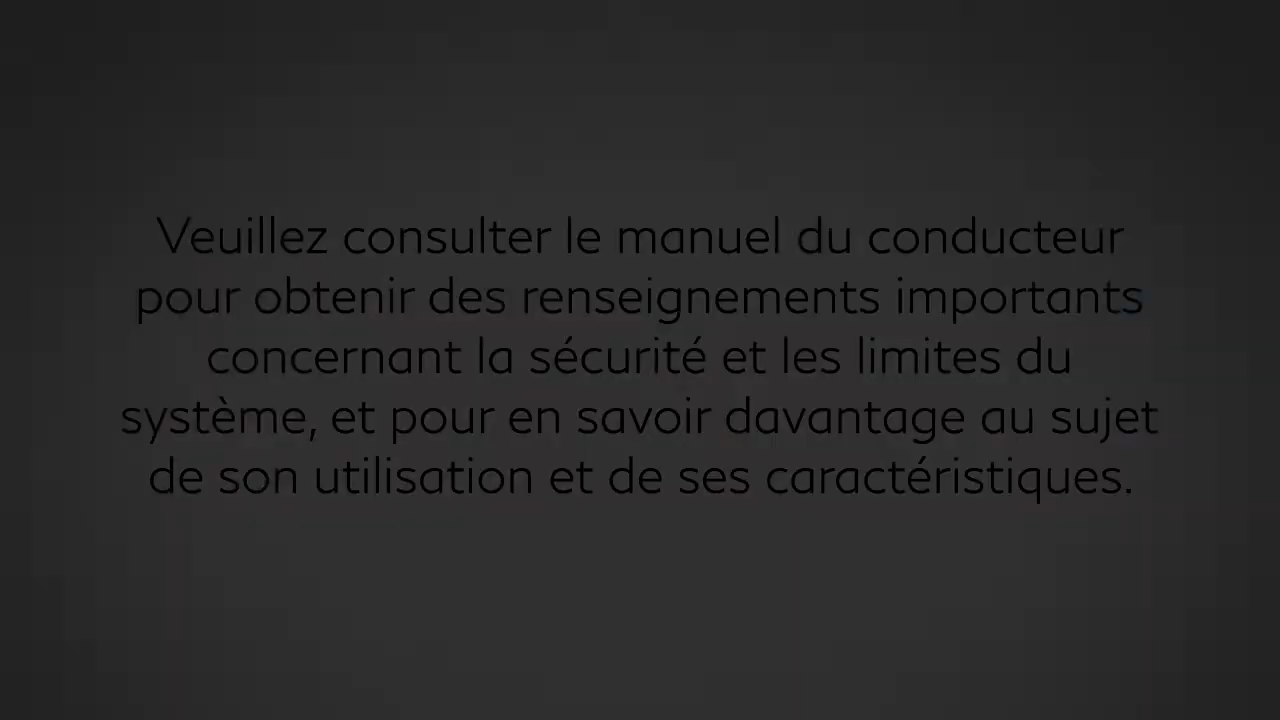 Veuillez consulter le manuel du conducteur
pour obtenir des renseignements importants
concernant la sécurité et les limites du
système, et pour en savoir davantage au sujet
de son utilisation et de ses caractéristiques.